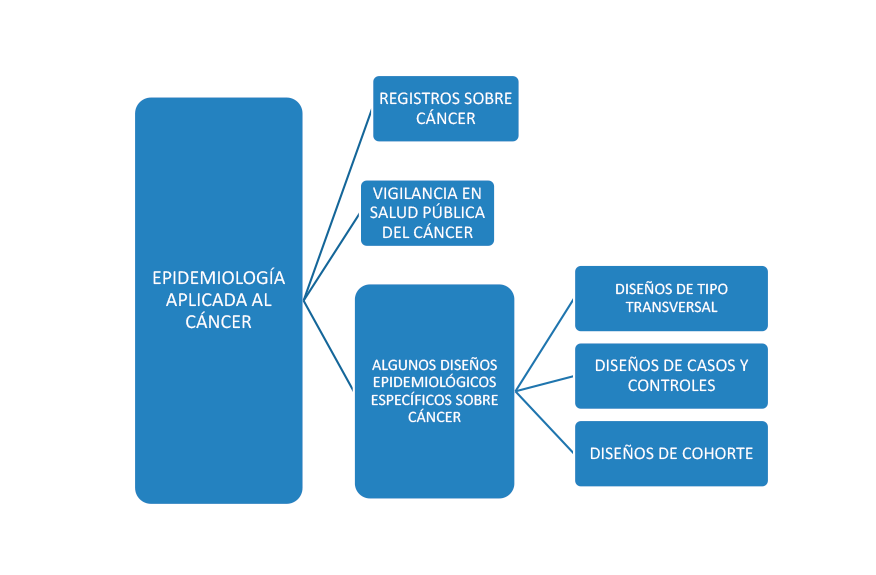 EPIDEMIOLOGÍA
APLICADA AL
CÁNCER
REGISTROS SOBRE
CÁNCER
VIGILANCIA EN
SALUD PÚBLICA
DEL CÁNCER
ALGUNOS DISEÑOS
EPIDEMIOLÓGICOS
ESPECÍFICOS SOBRE
CÁNCER
DISEÑOS DE TIPO
TRANSVERSAL
DISEÑOS DE CASOS Y
CONTROLES
DISEÑOS DE COHORTE